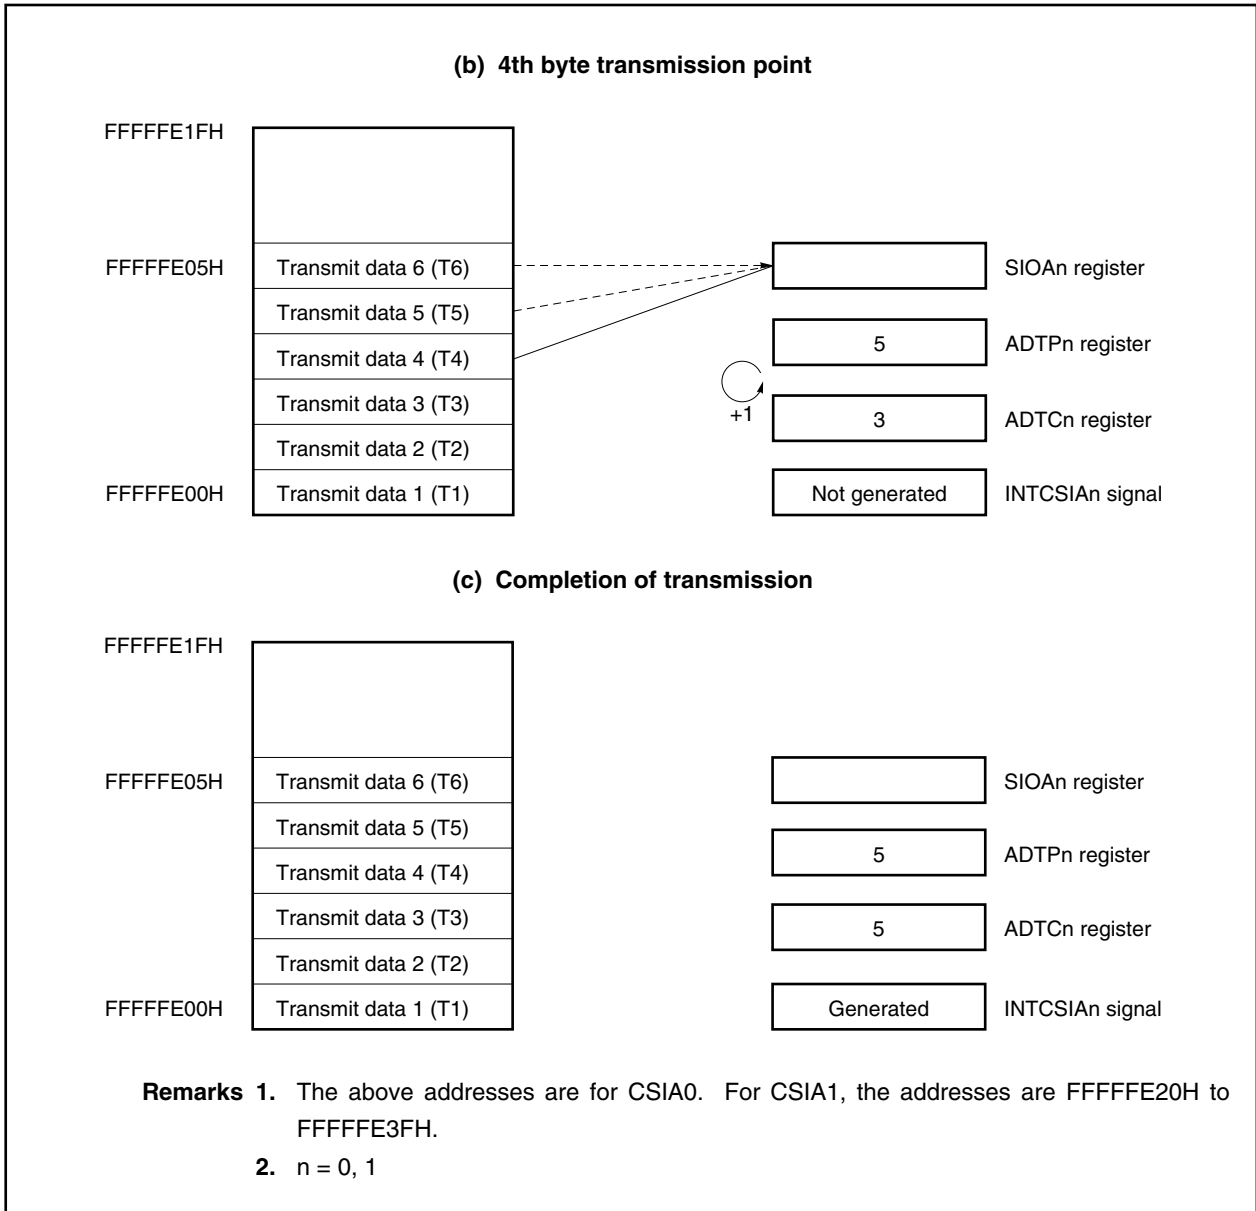 (b) 4th byte transmission point
FFFFFE1FH
FFFFFE05H Transmit data 6 (T6) SIOAn register
Transmit data 5 (T5)
5 ADTPn register
Transmit data 4 (T4)
Transmit data 3 (T3)
+1 3 ADTCn register
Transmit data 2 (T2)
FFFFFE00H Transmit data 1 (T1) Not generated INTCSIAn signal
(c) Completion of transmission
FFFFFE1FH
FFFFFE05H Transmit data 6 (T6) SIOAn register
Transmit data 5 (T5)
5 ADTPn register
Transmit data 4 (T4)
Transmit data 3 (T3)
5 ADTCn register
Transmit data 2 (T2)
FFFFFE00H Transmit data 1 (T1) Generated INTCSIAn signal
Remarks 1. The above addresses are for CSIA0. For CSIA1, the addresses are FFFFFE20H to
FFFFFE3FH.
2. n = 0, 1